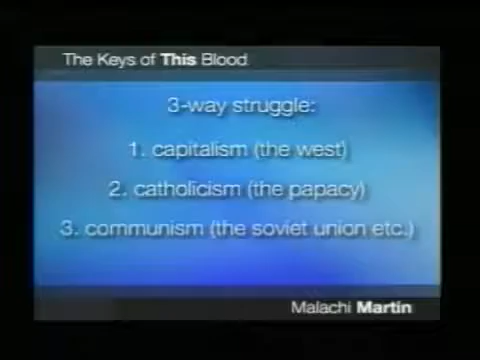 The Keys of This Blood
3-way struggle:
1. capitalism (the west)
2. catholicism (the papacy)
3. communism (the soviet union etc.)
Malachi Martin